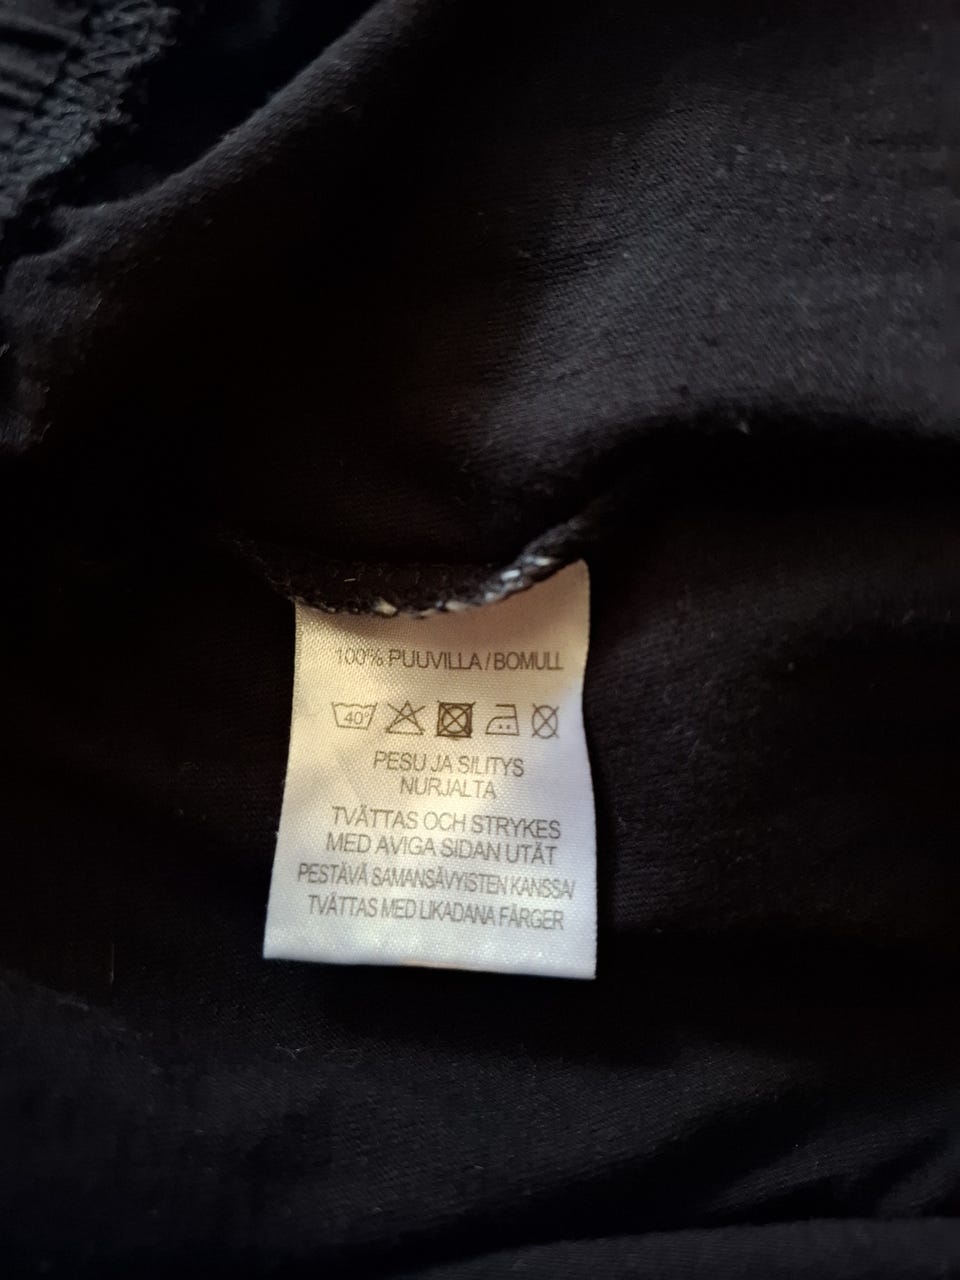 100% PUUVILLA/BOMULL
40°
PESU JA SILITYS
NURJALTA
TVÄTTAS OCH STRYKES
MED AVIGA SIDAN UTÅT
PESTÄVÄ SAMANSÄVYISTEN KANSSA/
TVÄTTAS MED LIKADANA FÄRGER